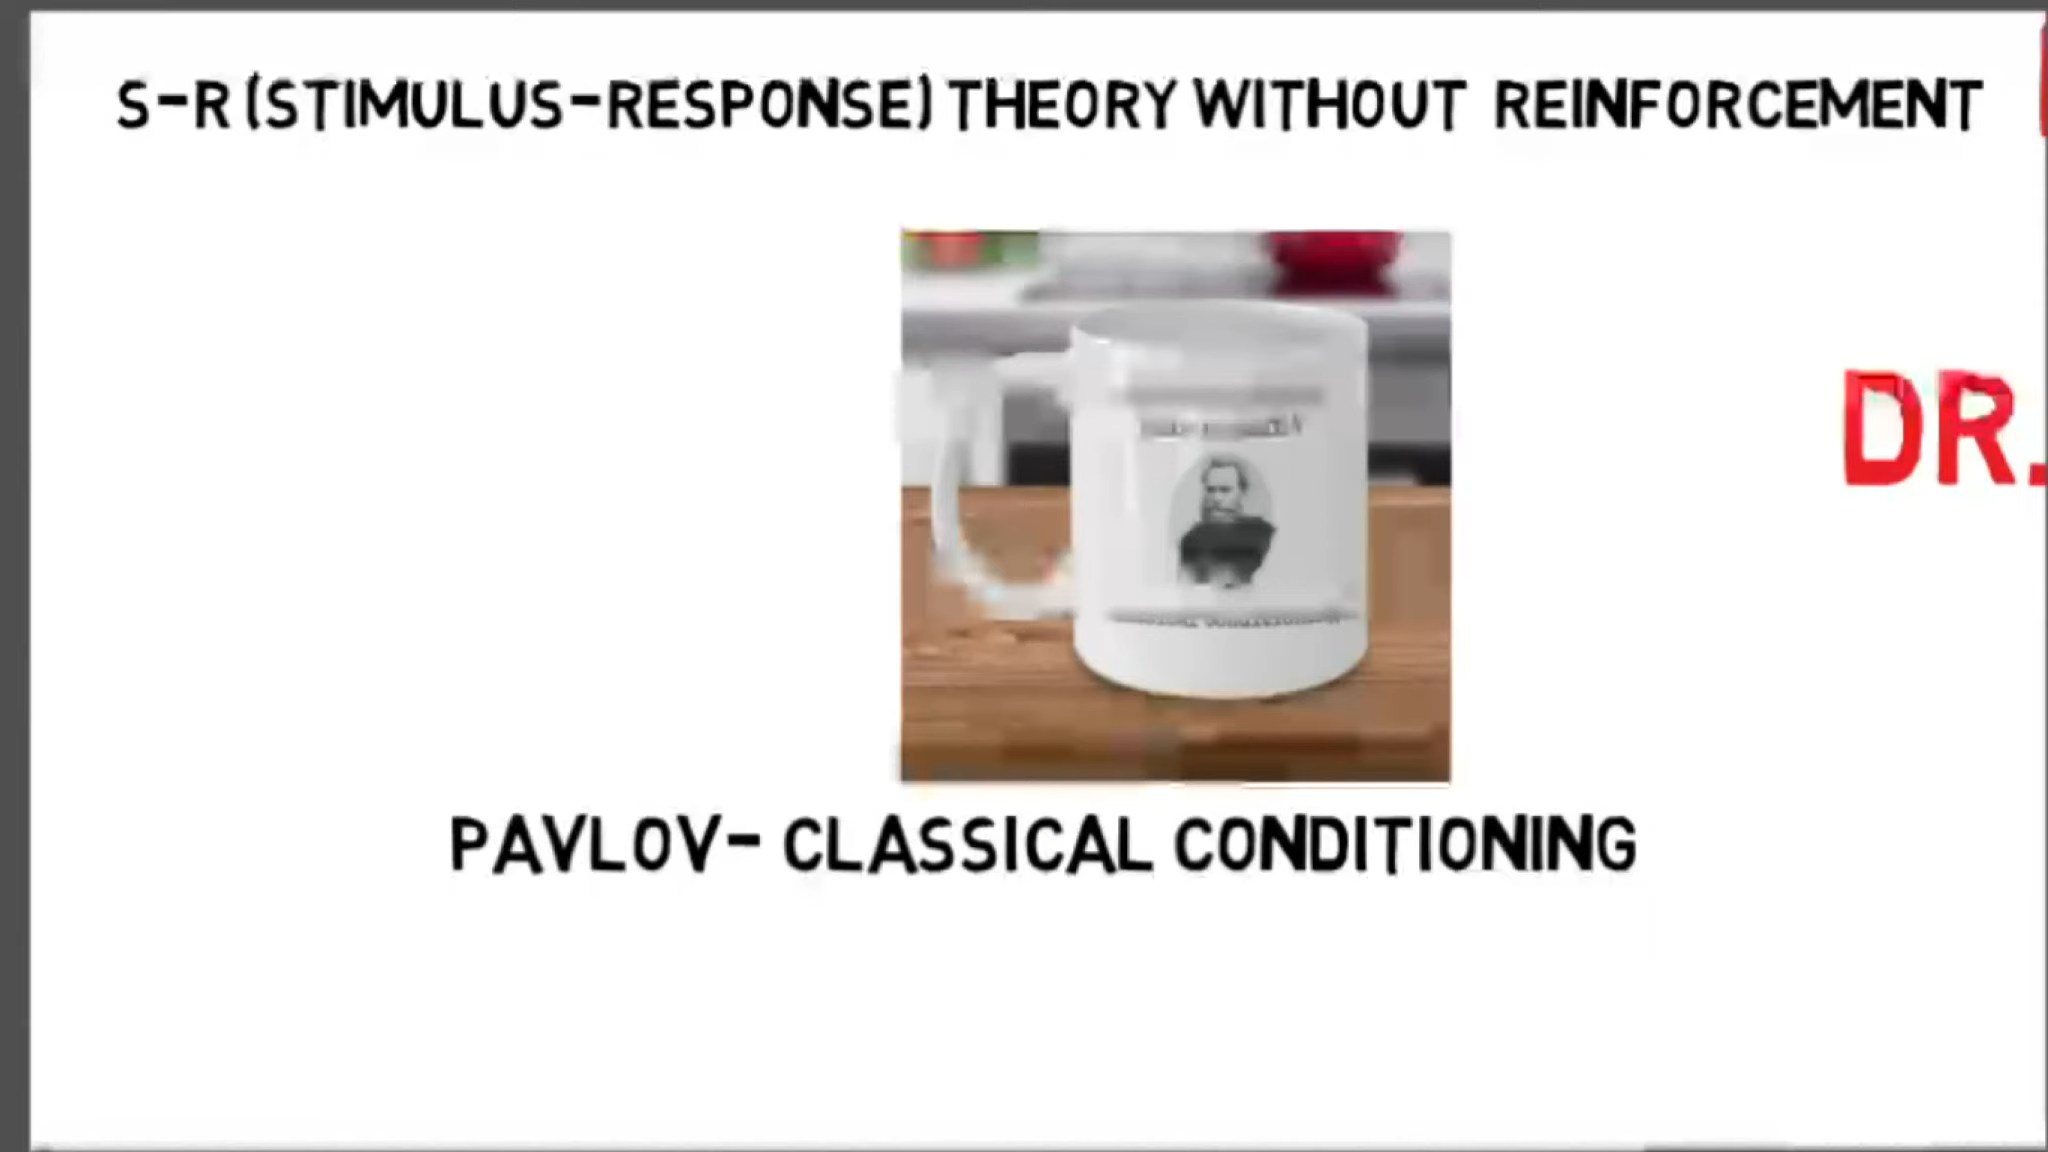 S-R (STIMULUS-RESPONSE) THEORY WITHOUT REINFORCEMENT
DR.
PAVLOV- CLASSICAL CONDITIONING